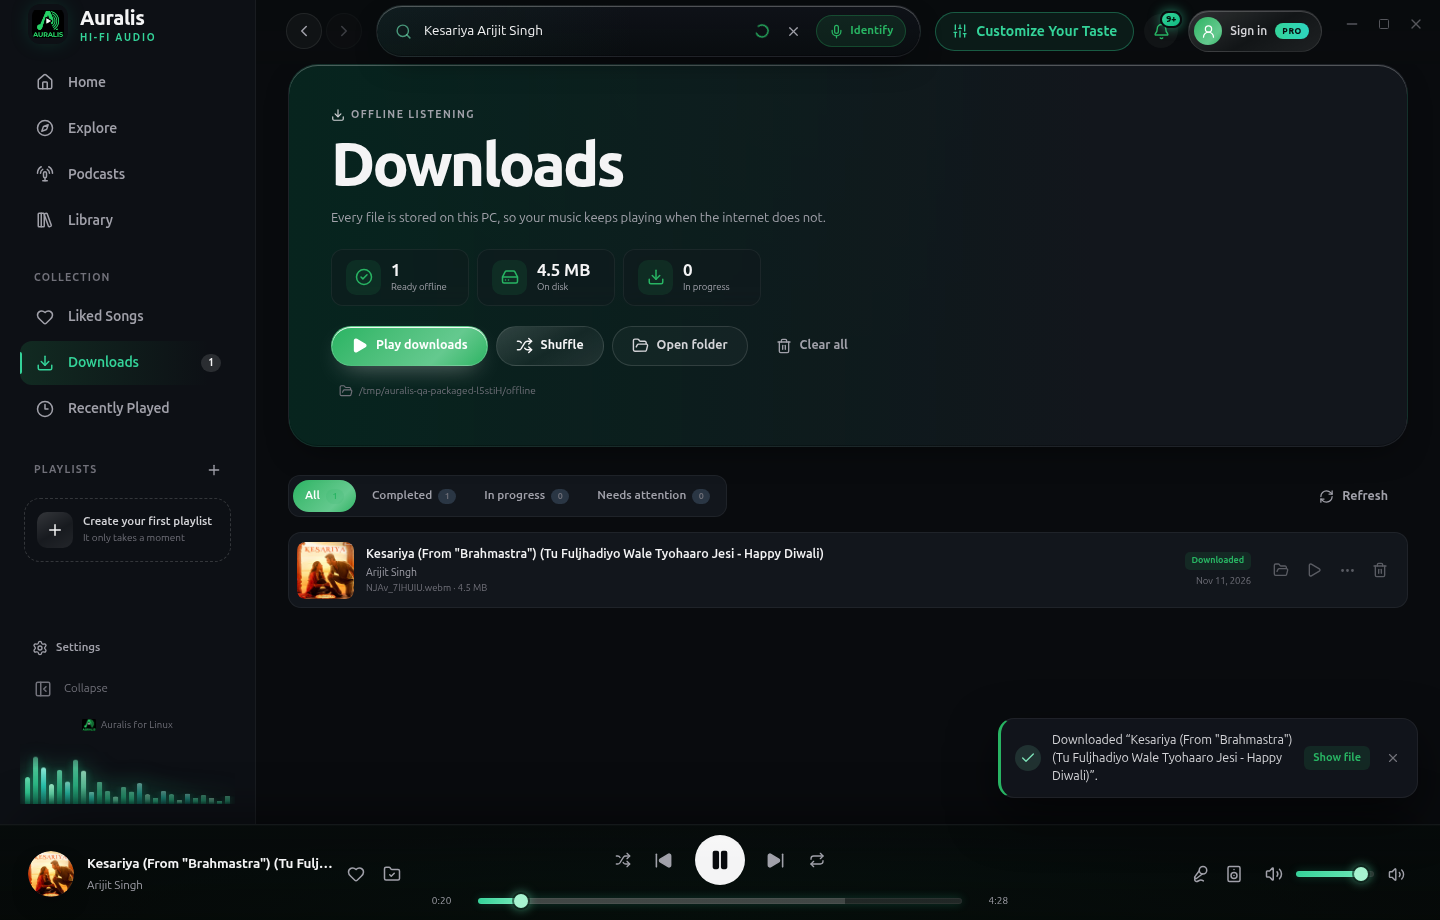 Auralis
HI-FI AUDIO
Kesariya Arijit Singh
Identify
Customize Your Taste
9+
Sign in
PRO
Home
Explore
Podcasts
Library
COLLECTION
Liked Songs
Downloads
1
Recently Played
PLAYLISTS
Create your first playlist
It only takes a moment
Settings
Collapse
AURALIS
Auralis for Linux
OFFLINE LISTENING
Downloads
Every file is stored on this PC, so your music keeps playing when the internet does not.
1
Ready offline
4.5 MB
On disk
0
In progress
Play downloads
Shuffle
Open folder
Clear all
/tmp/auralis-qa-packaged-l5stiH/offline
All 1
Completed 1
In progress 0
Needs attention 0
Refresh
KESARIYA
Kesariya (From "Brahmastra") (Tu Fuljhadiyo Wale Tyohaaro Jesi - Happy Diwali)
Arijit Singh
NJAv_7lHUIU.webm · 4.5 MB
Downloaded
Nov 11, 2026
Downloaded “Kesariya (From "Brahmastra")
(Tu Fuljhadiyo Wale Tyohaaro Jesi - Happy
Diwali)”.
Show file
Kesariya (From "Brahmastra") (Tu Fulj...
Arijit Singh
0:20
4:28